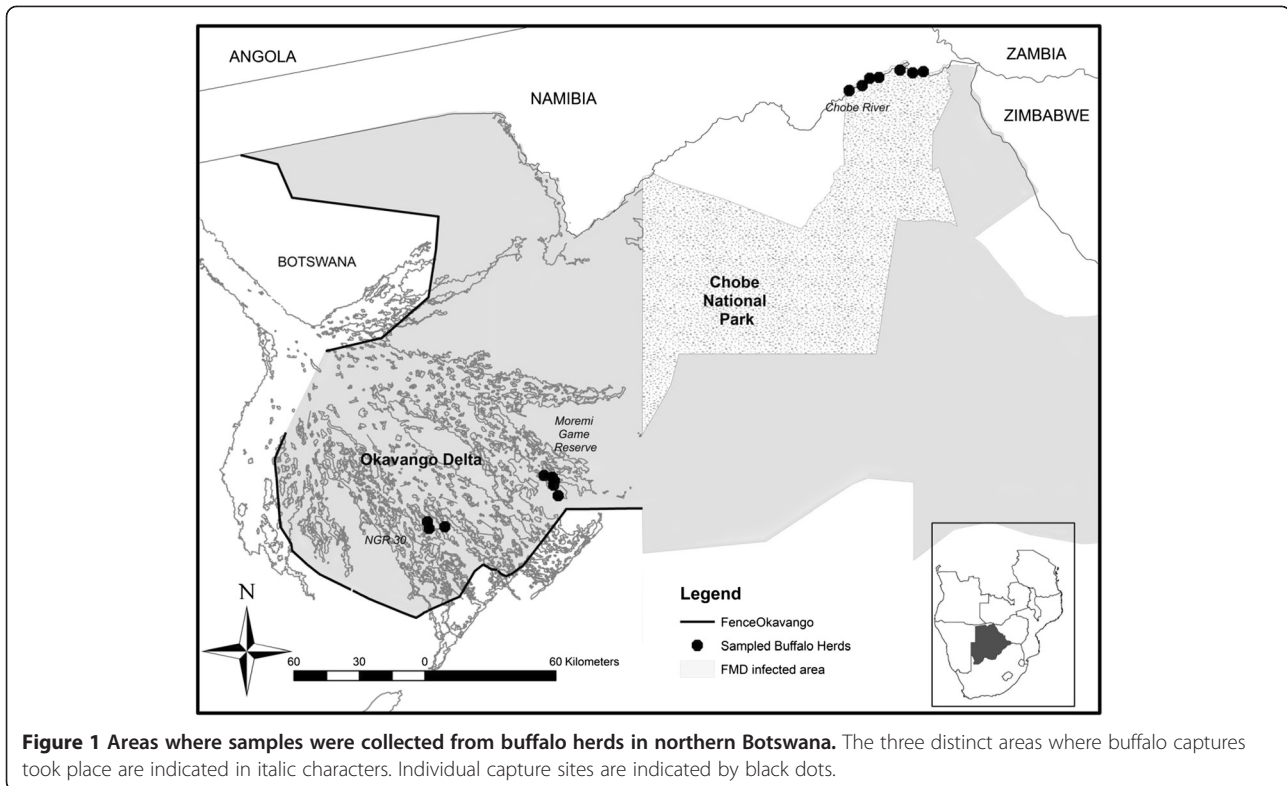 ANGOLA
ZAMBIA
NAMIBIA
Chobe River
ZIMBABWE
BOTSWANA
Chobe
National
Park
Moremi
Game
Reserve
Okavango Delta
NGR 30
N
60 30 0 60 Kilometers
Legend
FenceOkavango
Sampled Buffalo Herds
FMD infected area
Figure 1 Areas where samples were collected from buffalo herds in northern Botswana. The three distinct areas where buffalo captures
took place are indicated in italic characters. Individual capture sites are indicated by black dots.